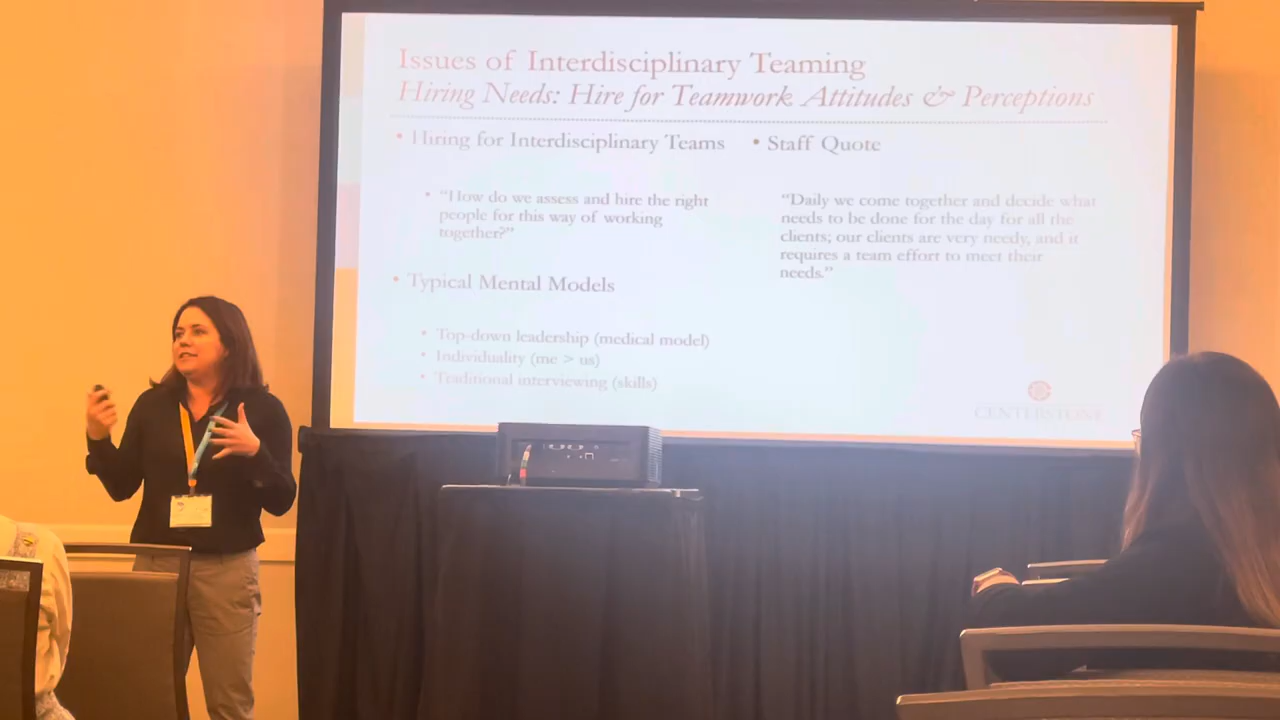 Issues of Interdisciplinary Teaming
Hiring Needs: Hire for Teamwork Attitudes & Perceptions
• Hiring for Interdisciplinary Teams
• "How do we assess and hire the right
people for this way of working
together?"
• Typical Mental Models
• Top-down leadership (medical model)
• Individuality (me > us)
• Traditional interviewing (skills)
• Staff Quote
"Daily we come together and decide what
needs to be done for the day for all the
clients; our clients are very needy, and it
requires a team effort to meet their
needs."
CENTERSTONE